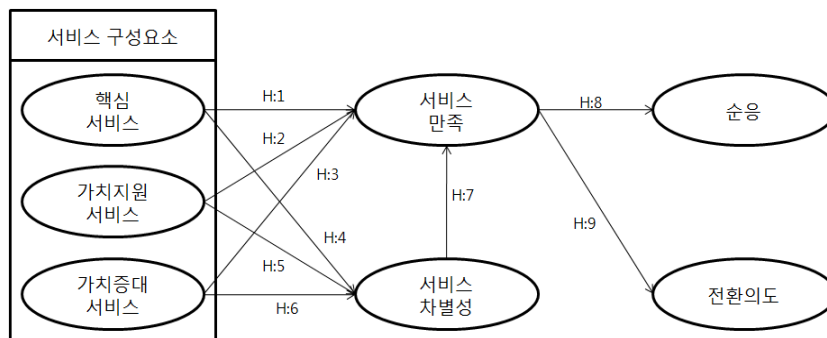 서비스 구성요소
핵심
서비스
가치지원
서비스
가치증대
서비스
H:1
H:2
H:3
H:4
H:5
H:6
서비스
만족
H:7
서비스
차별성
H:8
H:9
순응
전환의도